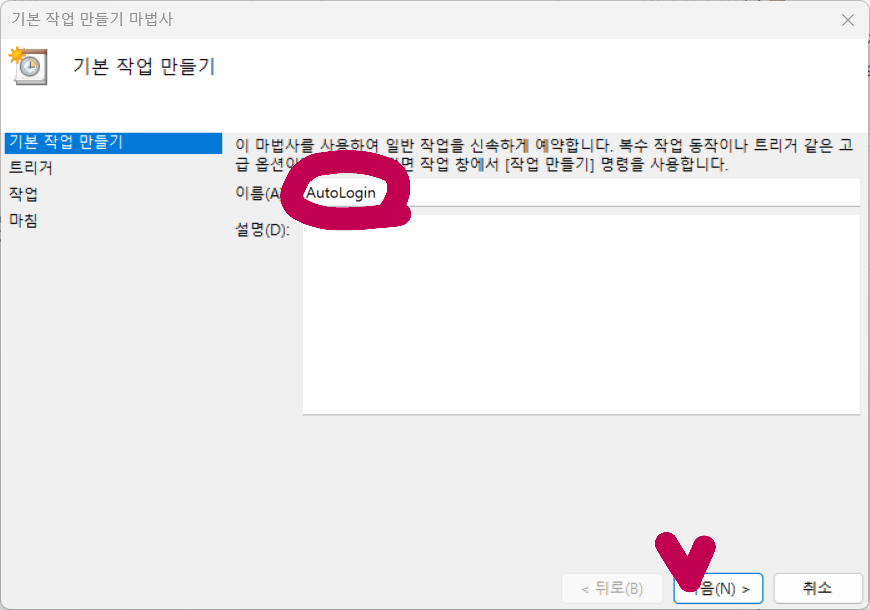 기본 작업 만들기 마법사
기본 작업 만들기
기본 작업 만들기
트리거
작업
마침
이 마법사를 사용하여 일반 작업을 신속하게 예약합니다. 복수 작업 동작이나 트리거 같은 고
급 옵션이 작업 창에서 [작업 만들기] 명령을 사용합니다.
이름(A AutoLogin
설명(D):
< 뒤로(B)
음(N) >
취소